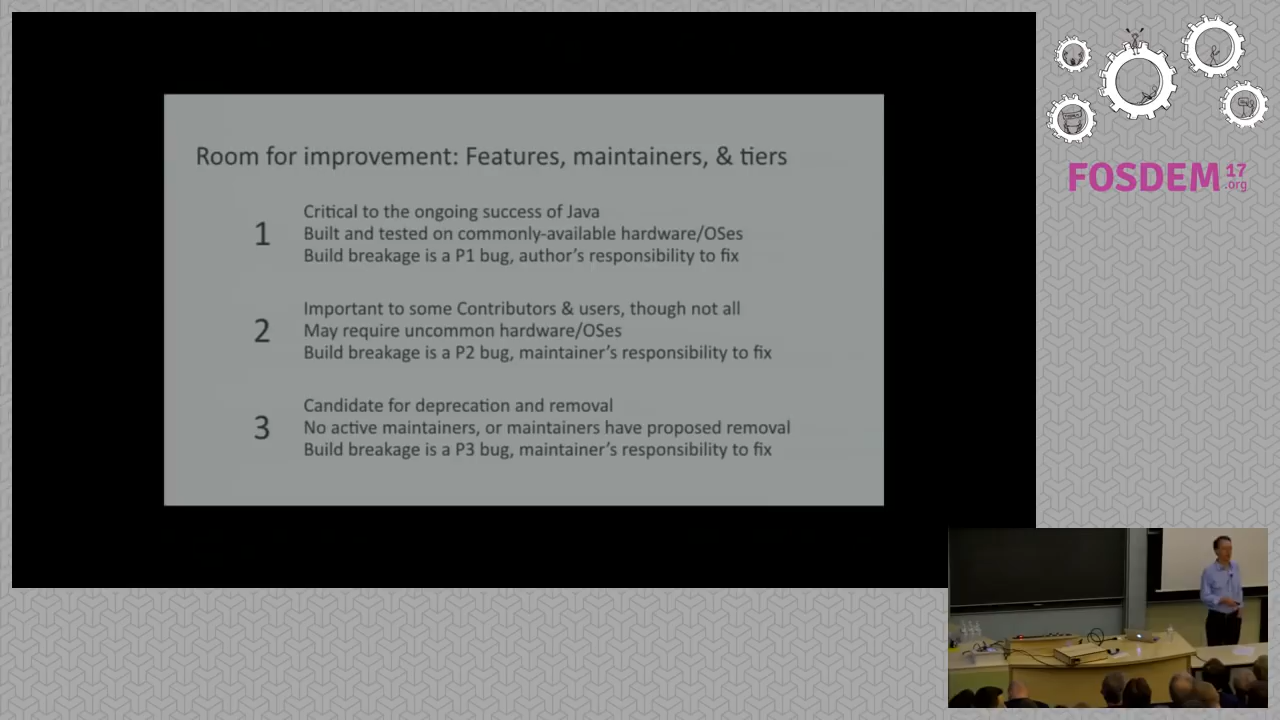 Room for improvement: Features, maintainers, & tiers
1
Critical to the ongoing success of Java
Built and tested on commonly-available hardware/OSes
Build breakage is a P1 bug, author's responsibility to fix
2
Important to some Contributors & users, though not all
May require uncommon hardware/OSes
Build breakage is a P2 bug, maintainer's responsibility to fix
3
Candidate for deprecation and removal
No active maintainers, or maintainers have proposed removal
Build breakage is a P3 bug, maintainer's responsibility to fix
FOSDEM 17
.org